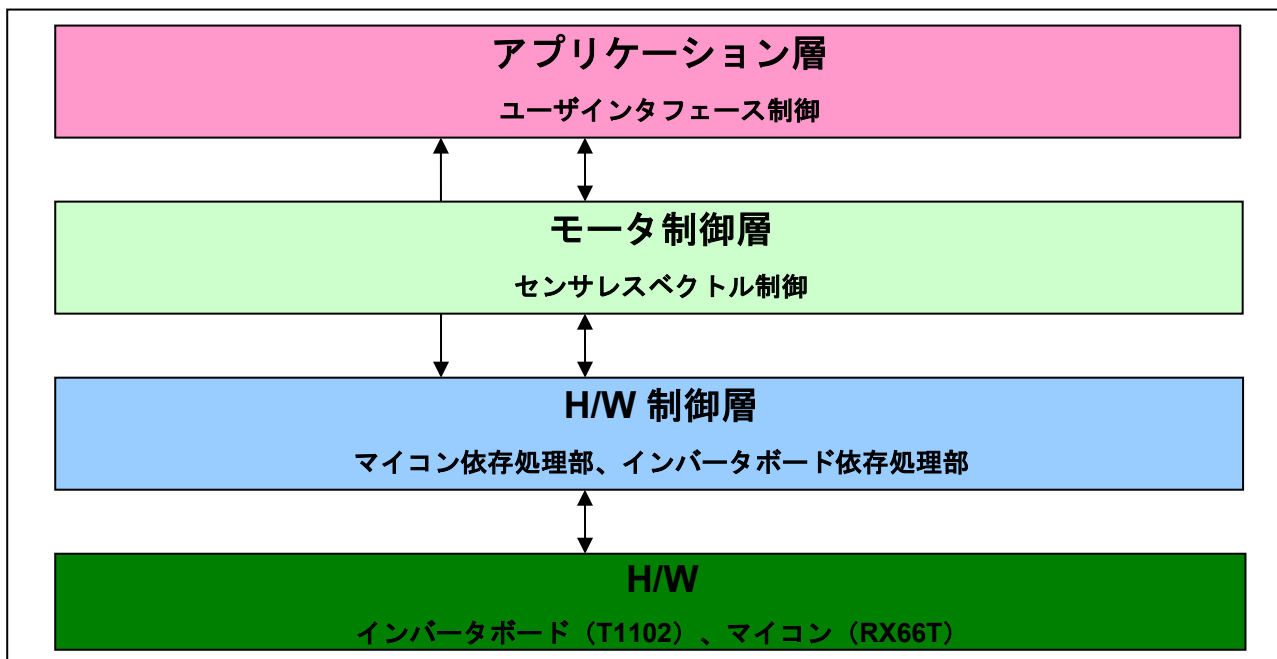 アプリケーション層
ユーザインタフェース制御
モータ制御層
センサレスベクトル制御
H/W 制御層
マイコン依存処理部、インバータボード依存処理部
H/W
インバータボード（T1102）、マイコン（RX66T）